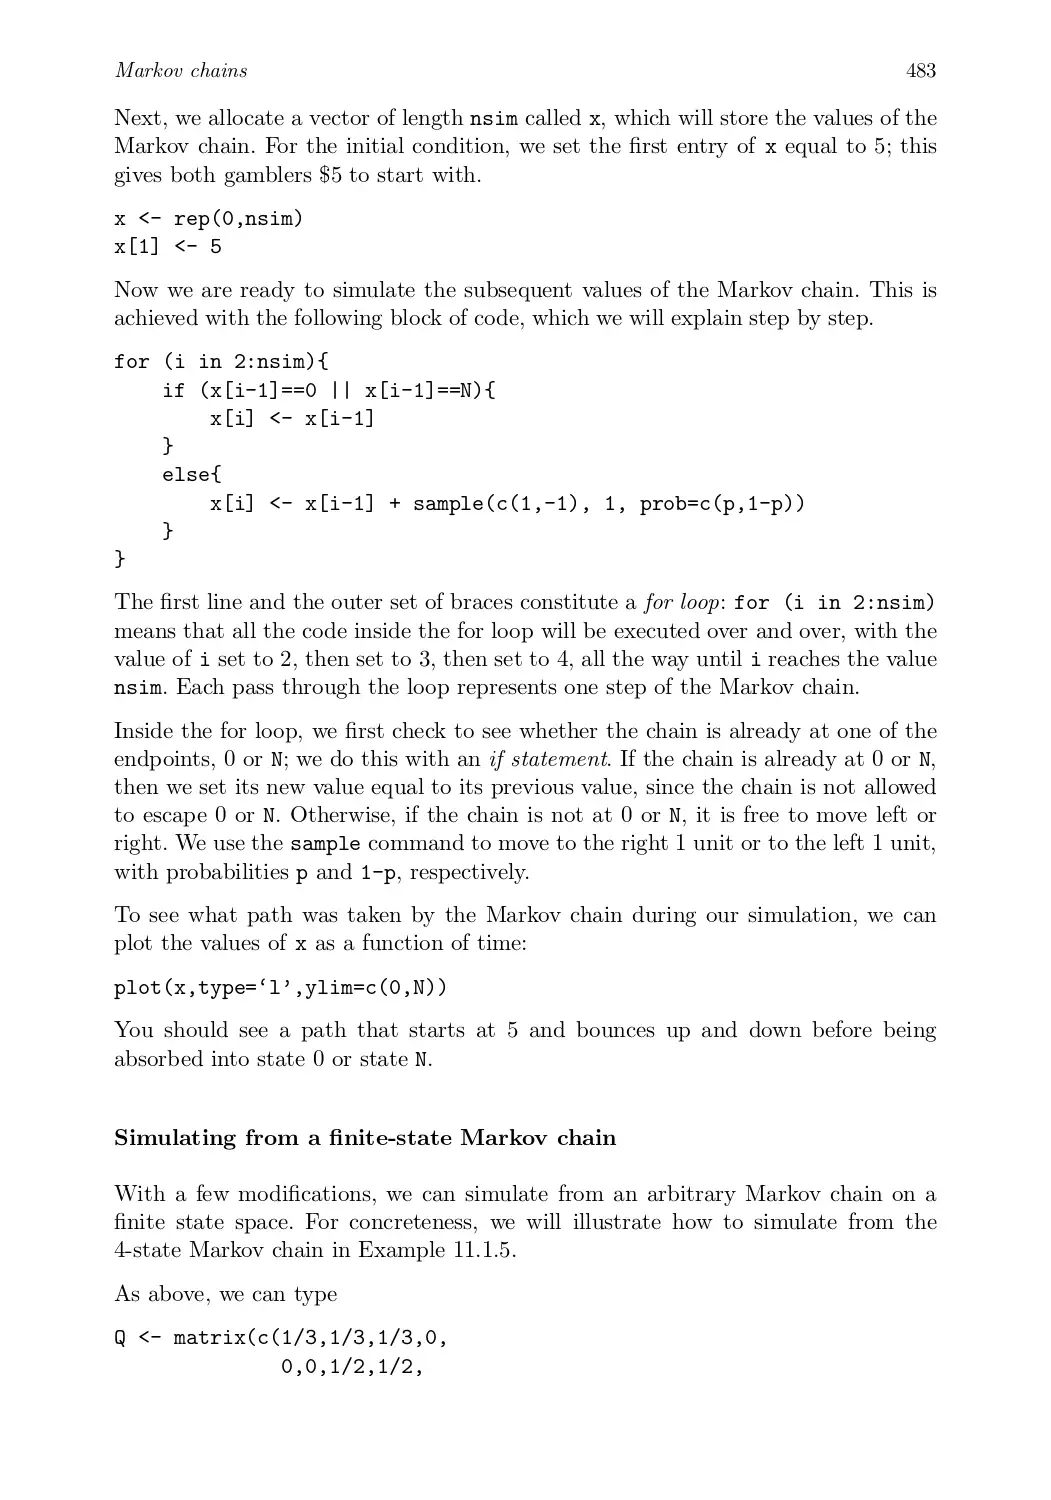 Markov chains 483
Next, we allocate a vector of length nsim called x, which will store the values of the
Markov chain. For the initial condition, we set the first entry of x equal to 5; this
gives both gamblers $5 to start with.
x <- rep(0,nsim)
x[1] <- 5
Now we are ready to simulate the subsequent values of the Markov chain. This is
achieved with the following block of code, which we will explain step by step.
for (i in 2:nsim){
    if (x[i-1]==0 || x[i-1]==N){
        x[i] <- x[i-1]
    }
    else{
        x[i] <- x[i-1] + sample(c(1,-1), 1, prob=c(p,1-p))
    }
}
The first line and the outer set of braces constitute a for loop: for (i in 2:nsim)
means that all the code inside the for loop will be executed over and over, with the
value of i set to 2, then set to 3, then set to 4, all the way until i reaches the value
nsim. Each pass through the loop represents one step of the Markov chain.
Inside the for loop, we first check to see whether the chain is already at one of the
endpoints, 0 or N; we do this with an if statement. If the chain is already at 0 or N,
then we set its new value equal to its previous value, since the chain is not allowed
to escape 0 or N. Otherwise, if the chain is not at 0 or N, it is free to move left or
right. We use the sample command to move to the right 1 unit or to the left 1 unit,
with probabilities p and 1-p, respectively.
To see what path was taken by the Markov chain during our simulation, we can
plot the values of x as a function of time:
plot(x,type=‘l’,ylim=c(0,N))
You should see a path that starts at 5 and bounces up and down before being
absorbed into state 0 or state N.
Simulating from a finite-state Markov chain
With a few modifications, we can simulate from an arbitrary Markov chain on a
finite state space. For concreteness, we will illustrate how to simulate from the
4-state Markov chain in Example 11.1.5.
As above, we can type
Q <- matrix(c(1/3,1/3,1/3,0,
              0,0,1/2,1/2,